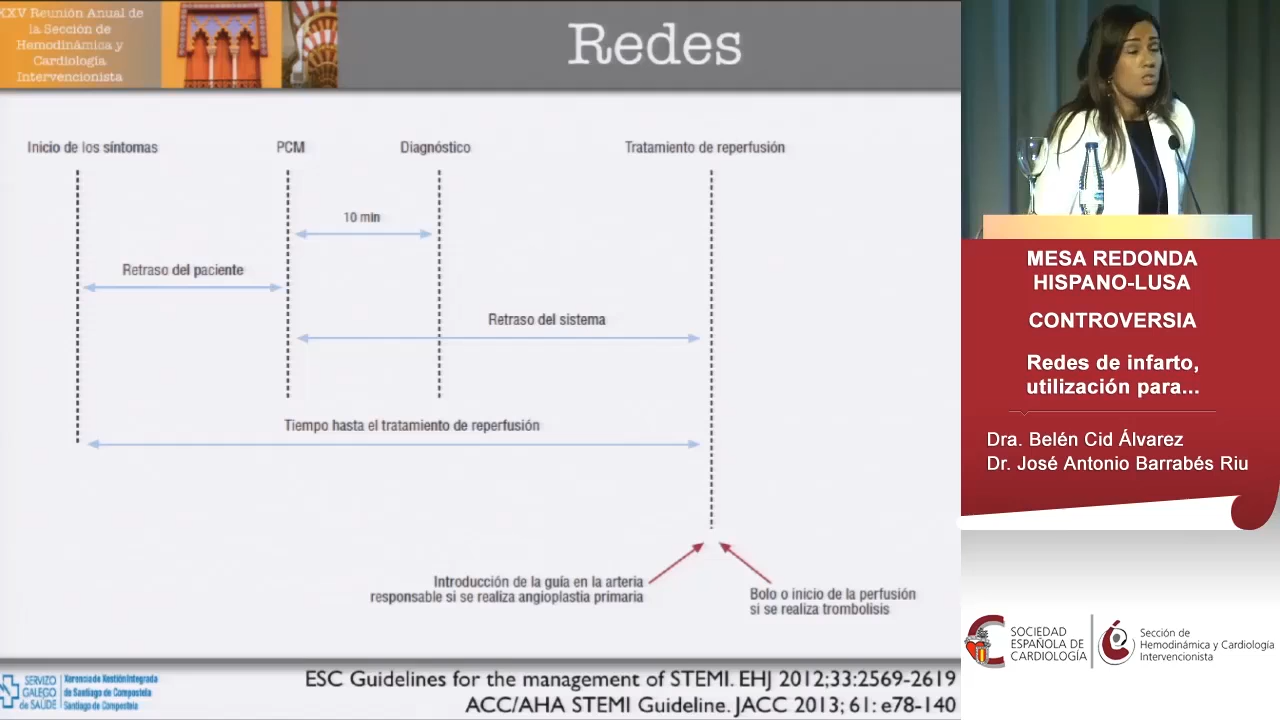 XXV Reunión Anual de
la Sección de
Hemodinámica y
Cardiología
Intervencionista
Redes
Inicio de los síntomas
PCM
Diagnóstico
Tratamiento de reperfusión
10 min
Retraso del paciente
Retraso del sistema
Tiempo hasta el tratamiento de reperfusión
Introducción de la guía en la arteria
responsable si se realiza angioplastia primaria
Bolo o inicio de la perfusión
si se realiza trombolisis
SERVIZO
GALEGO
de SAÚDE
Xerencia de Xestión Integrada
de Santiago de Compostela
Santiago de Compostela
ESC Guidelines for the management of STEMI. EHJ 2012;33:2569-2619
ACC/AHA STEMI Guideline. JACC 2013; 61: e78-140
MESA REDONDA
HISPANO-LUSA
CONTROVERSIA
Redes de infarto,
utilización para...
Dra. Belén Cid Álvarez
Dr. José Antonio Barrabés Riu
SOCIEDAD
ESPAÑOLA DE
CARDIOLOGÍA
Sección de
Hemodinámica y Cardiología
Intervencionista